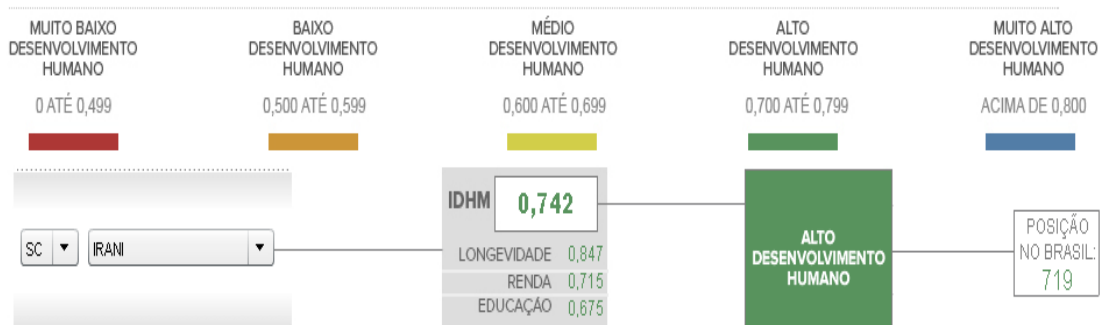 MUITO BAIXO
DESENVOLVIMENTO
HUMANO
0 ATÉ 0,499
BAIXO
DESENVOLVIMENTO
HUMANO
0,500 ATÉ 0,599
MÉDIO
DESENVOLVIMENTO
HUMANO
0,600 ATÉ 0,699
ALTO
DESENVOLVIMENTO
HUMANO
0,700 ATÉ 0,799
MUITO ALTO
DESENVOLVIMENTO
HUMANO
ACIMA DE 0,800
SC
IRANI
IDHM 0,742
LONGEVIDADE 0,847
RENDA 0,715
EDUCAÇÃO 0,675
ALTO
DESENVOLVIMENTO
HUMANO
POSIÇÃO
NO BRASIL:
719